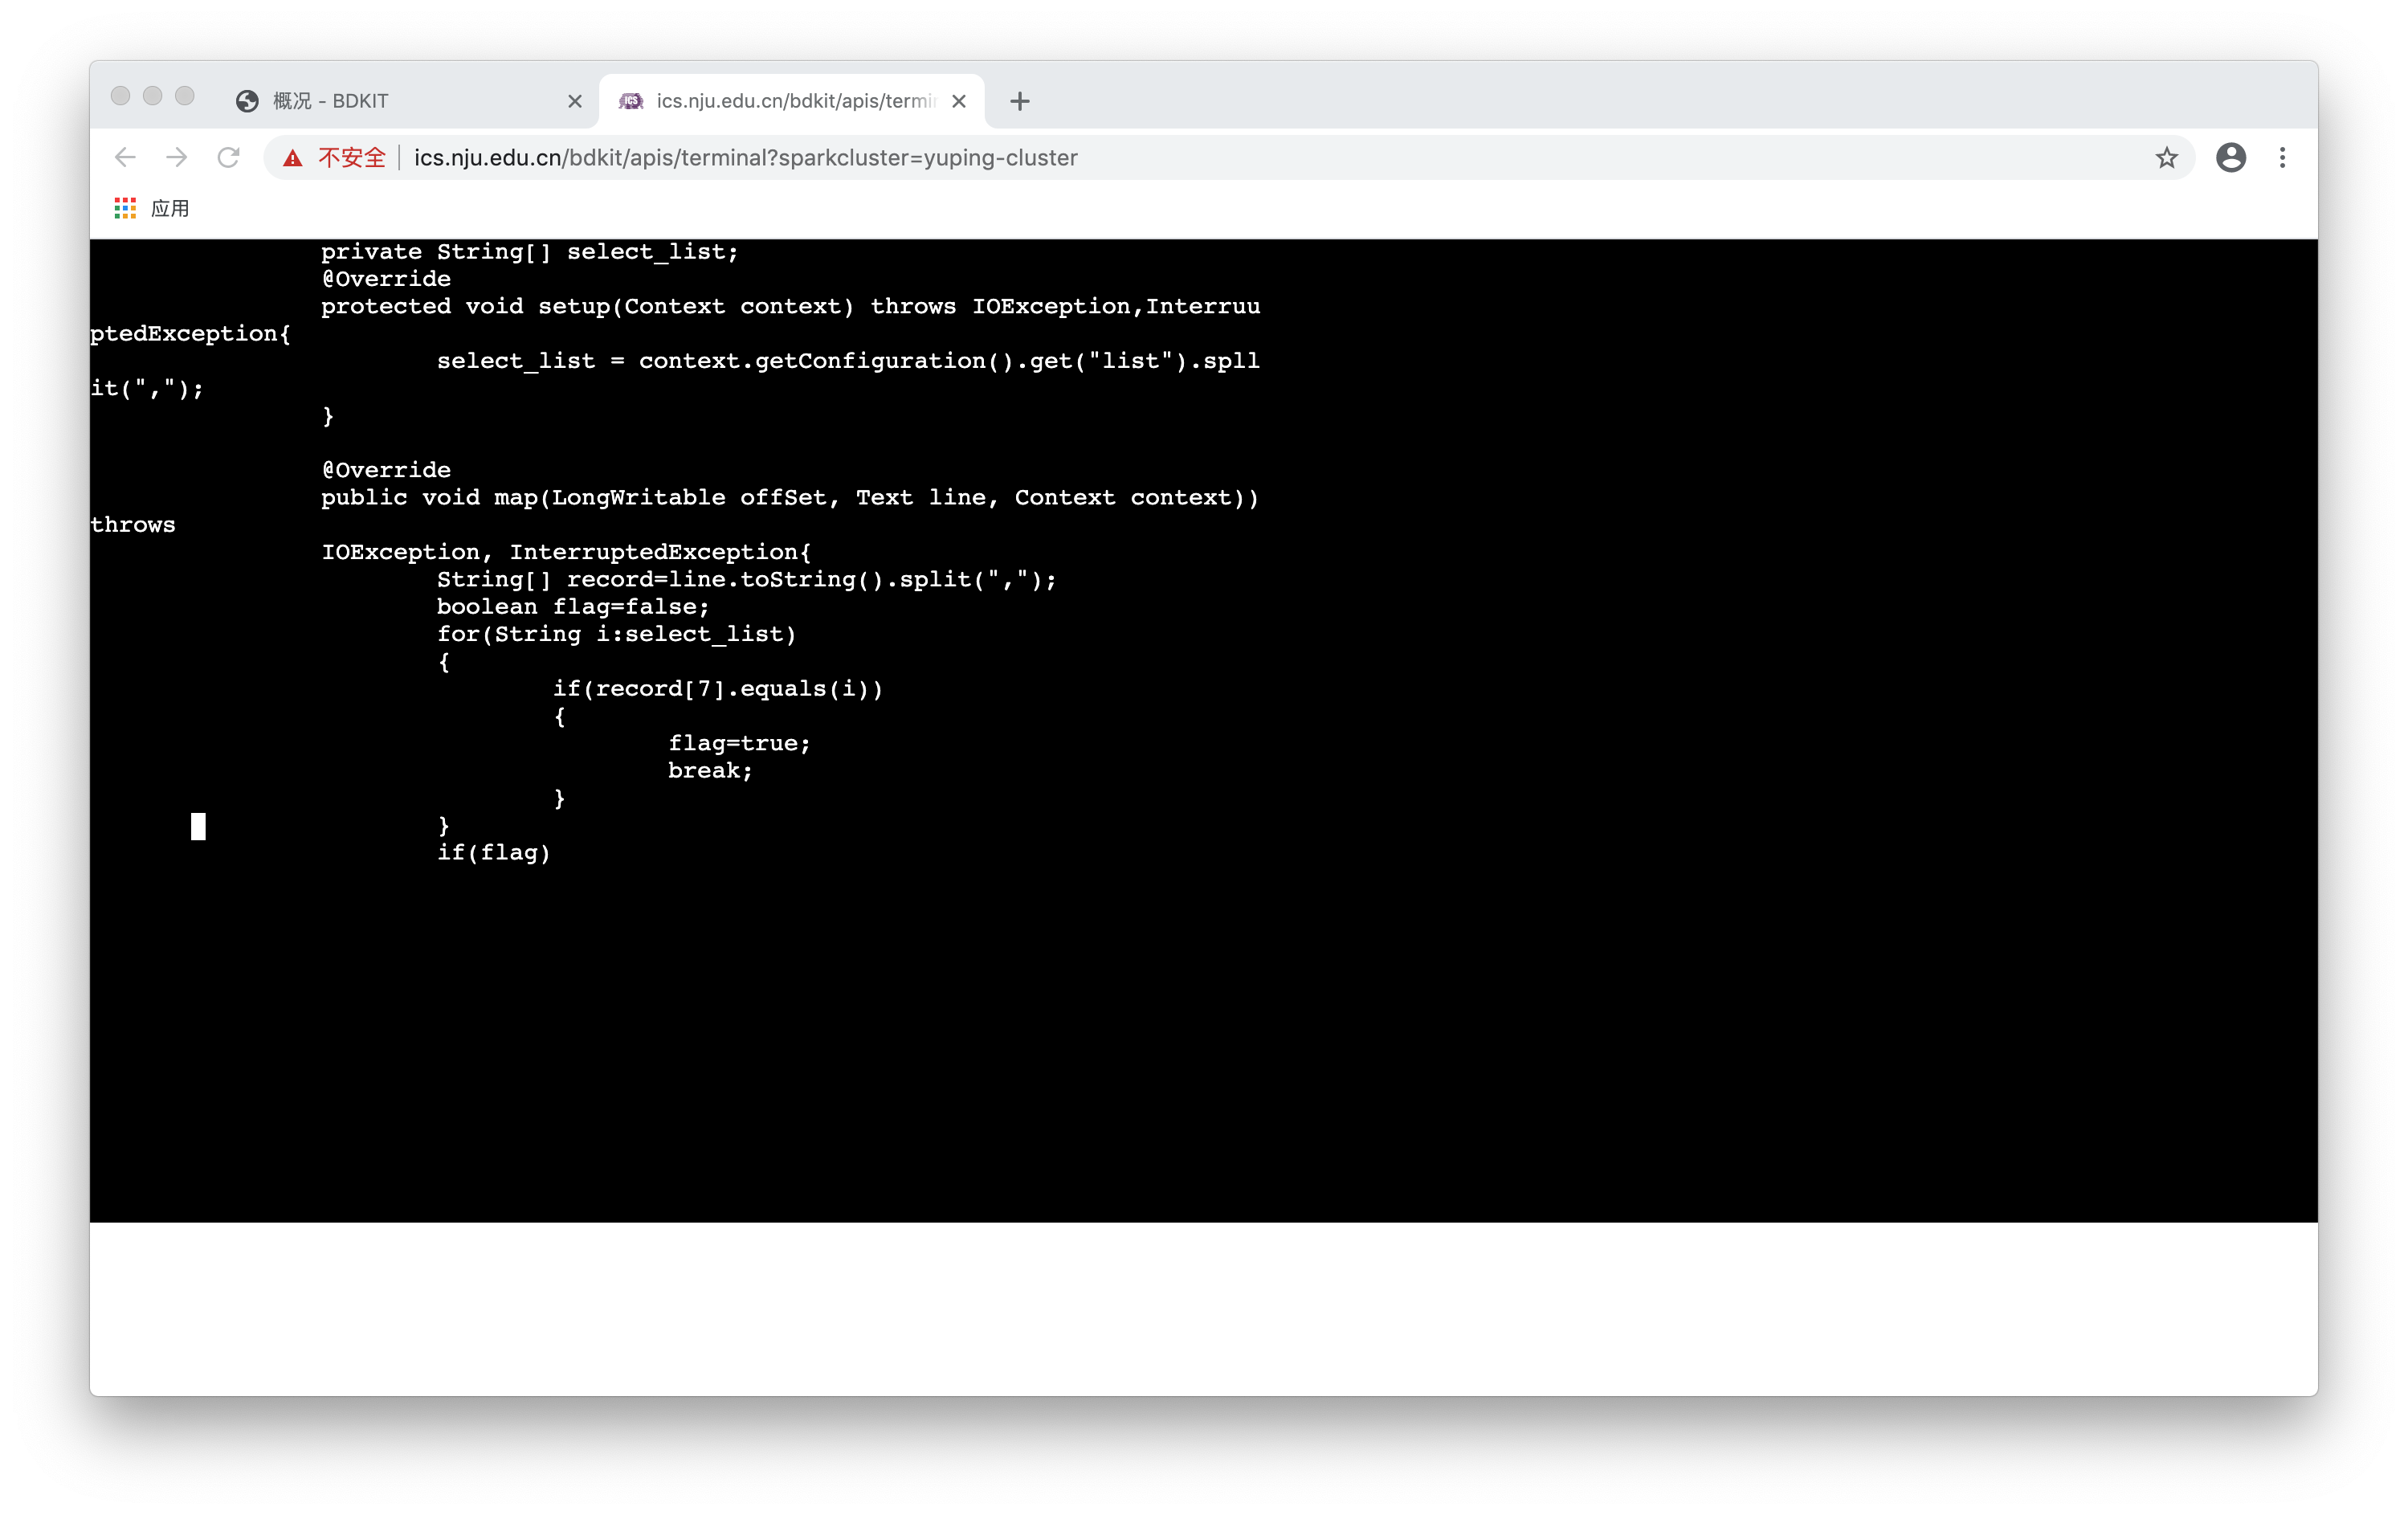 概况 - BDKIT
ics.nju.edu.cn/bdkit/apis/termin
不安全 ics.nju.edu.cn/bdkit/apis/terminal?sparkcluster=yuping-cluster
应用
private String[] select_list;
@Override
protected void setup(Context context) throws IOException,Interruu
ptedException{
select_list = context.getConfiguration().get("list").spll
it(",");
}
@Override
public void map(LongWritable offSet, Text line, Context context))
throws
IOException, InterruptedException{
String[] record=line.toString().split(",");
boolean flag=false;
for(String i:select_list)
{
if(record[7].equals(i))
{
flag=true;
break;
}
}
if(flag)